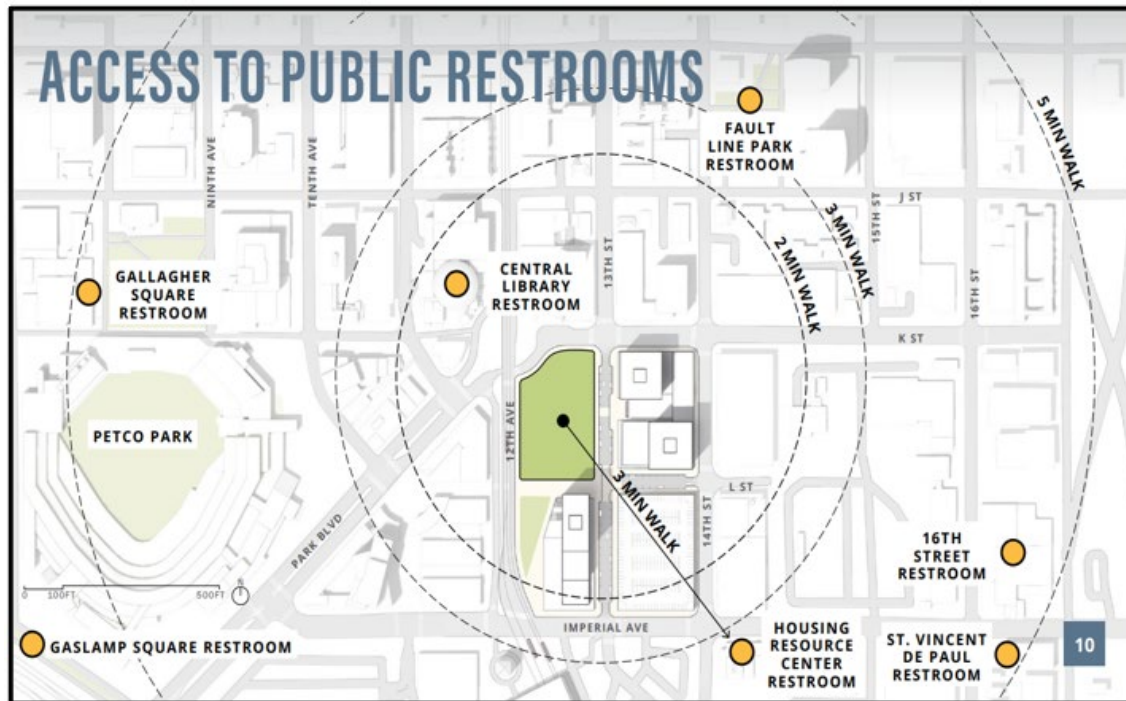 ACCESS TO PUBLIC RESTROOMS
FAULT
LINE PARK
RESTROOM
5 MIN WALK
NINTH AVE
TENTH AVE
J ST
15TH ST
3 MIN WALK
2 MIN WALK
13TH ST
16TH ST
GALLAGHER
SQUARE
RESTROOM
CENTRAL
LIBRARY
RESTROOM
K ST
12TH AVE
PETCO PARK
3 MIN WALK
L ST
14TH ST
PARK BLVD
16TH
STREET
RESTROOM
0 100FT 500FT
N
IMPERIAL AVE
GASLAMP SQUARE RESTROOM
HOUSING
RESOURCE
CENTER
RESTROOM
ST. VINCENT
DE PAUL
RESTROOM
10